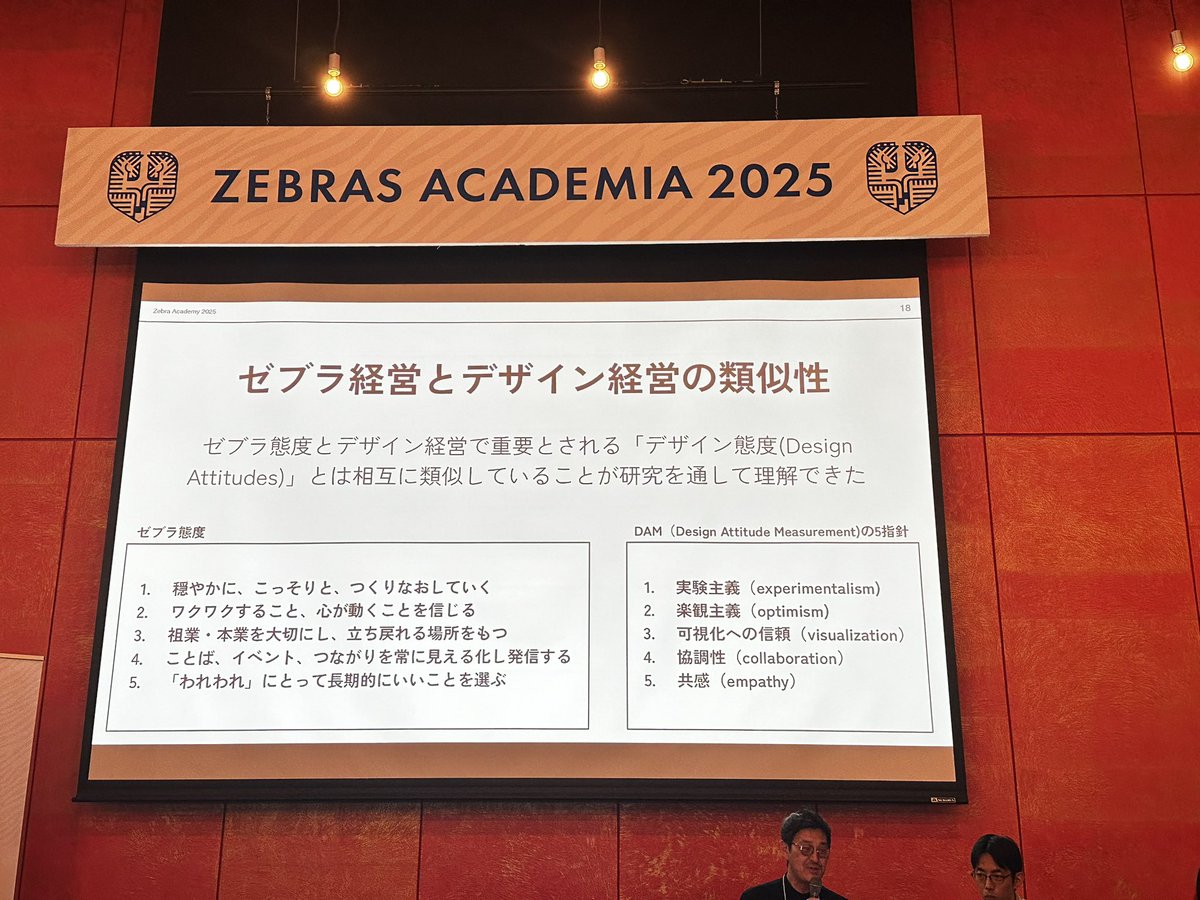 ZEBRAS ACADEMIA 2025
Zebra Academy 2025
18
ゼブラ経営とデザイン経営の類似性
ゼブラ態度とデザイン経営で重要とされる「デザイン態度(Design
Attitudes)」とは相互に類似していることが研究を通して理解できた
ゼブラ態度
1. 穏やかに、こっそりと、つくりなおしていく
2. ワクワクすること、心が動くことを信じる
3. 祖業・本業を大切にし、立ち戻れる場所をもつ
4. ことば、イベント、つながりを常に見える化し発信する
5. 「われわれ」にとって長期的にいいことを選ぶ
DAM（Design Attitude Measurement)の5指針
1. 実験主義（experimentalism)
2. 楽観主義（optimism)
3. 可視化への信頼（visualization）
4. 協調性（collaboration）
5. 共感（empathy）